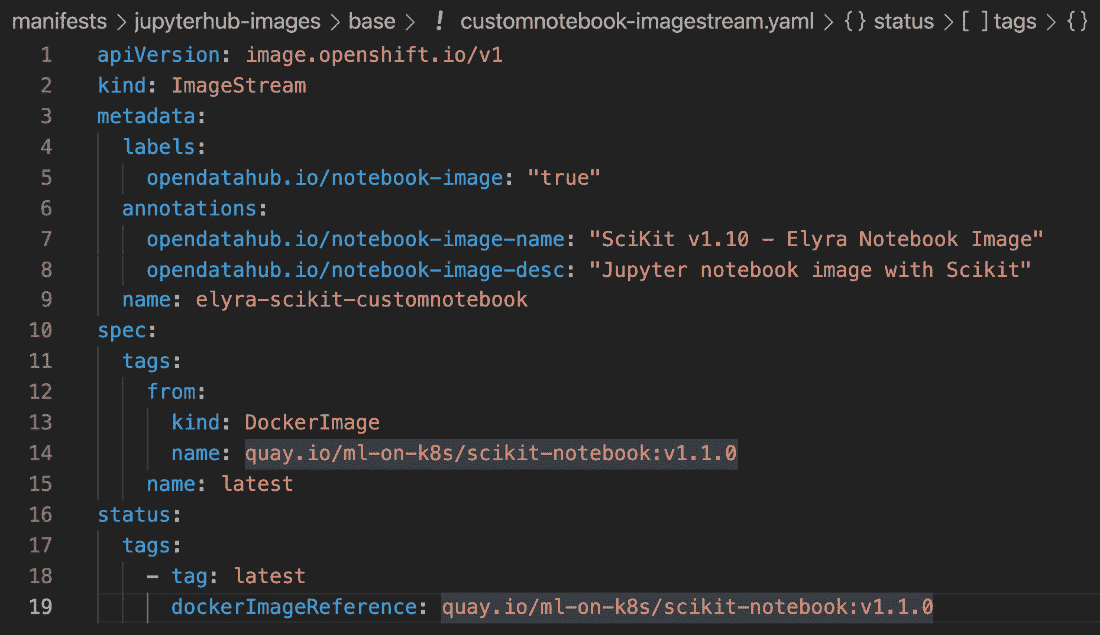 manifests > jupyterhub-images > base > ! customnotebook-imagestream.yaml > {} status > [ ] tags > {}
1 apiVersion: image.openshift.io/v1
2 kind: ImageStream
3 metadata:
4 labels:
5 opendatahub.io/notebook-image: "true"
6 annotations:
7 opendatahub.io/notebook-image-name: "SciKit v1.10 - Elyra Notebook Image"
8 opendatahub.io/notebook-image-desc: "Jupyter notebook image with Scikit"
9 name: elyra-scikit-customnotebook
10 spec:
11 tags:
12 from:
13 kind: DockerImage
14 name: quay.io/ml-on-k8s/scikit-notebook:v1.1.0
15 name: latest
16 status:
17 tags:
18 - tag: latest
19 dockerImageReference: quay.io/ml-on-k8s/scikit-notebook:v1.1.0